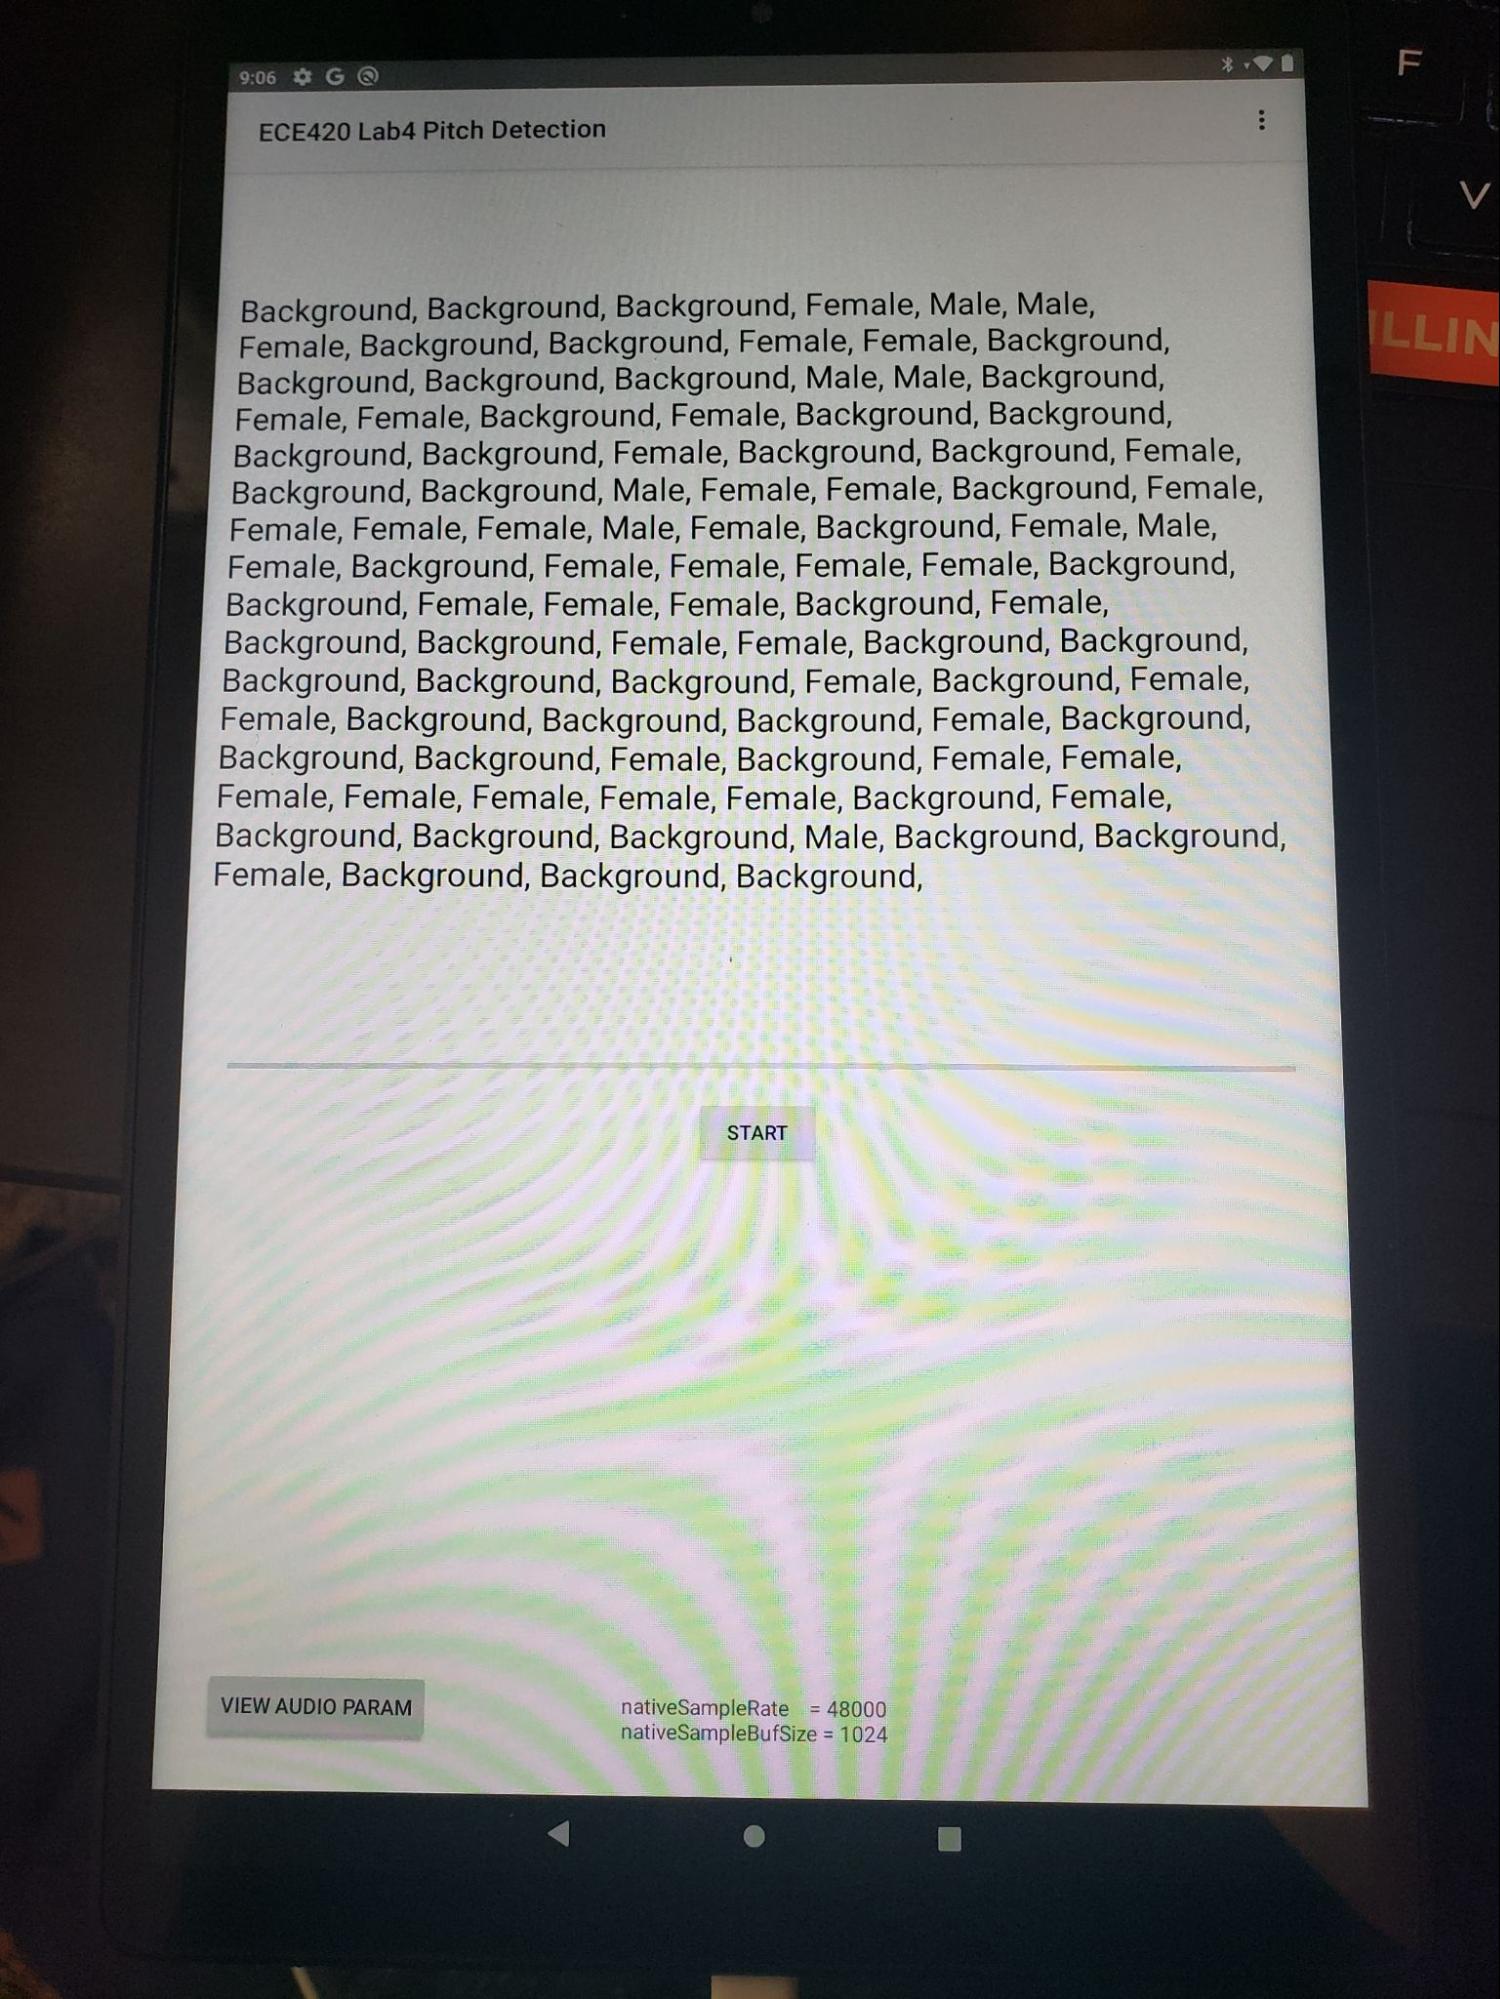 9:06
ECE420 Lab4 Pitch Detection
Background, Background, Background, Female, Male, Male,
Female, Background, Background, Female, Female, Background,
Background, Background, Background, Male, Male, Background,
Female, Female, Background, Female, Background, Background,
Background, Background, Female, Background, Background, Female,
Background, Background, Male, Female, Female, Background, Female,
Female, Female, Female, Male, Female, Background, Female, Male,
Female, Background, Female, Female, Female, Female, Background,
Background, Female, Female, Female, Background, Female,
Background, Background, Female, Female, Background, Background,
Background, Background, Background, Female, Background, Female,
Female, Background, Background, Background, Female, Background,
Background, Background, Female, Background, Female, Female,
Female, Female, Female, Female, Female, Background, Female,
Background, Background, Background, Male, Background, Background,
Female, Background, Background, Background,
START
VIEW AUDIO PARAM
nativeSampleRate = 48000
nativeSampleBufSize = 1024
F
V
ILLIN